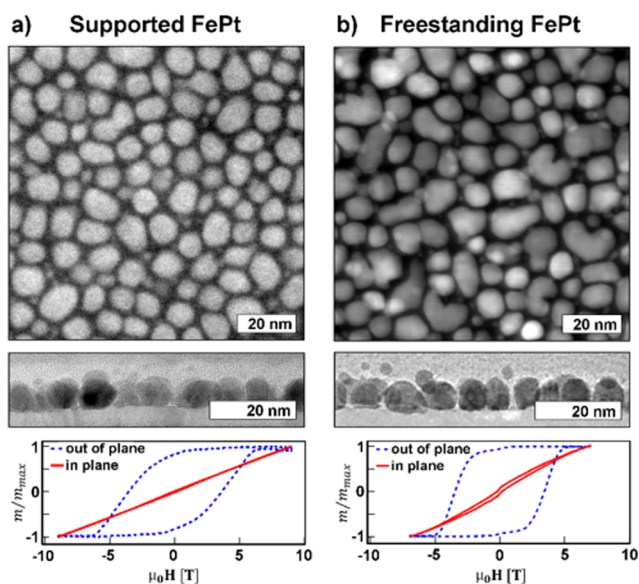 a) Supported FePt
b) Freestanding FePt
20 nm
20 nm
20 nm
20 nm
1
0
-1
m/m_max
out of plane
in plane
-10
-5
0
5
10
μ₀H [T]
1
0
-1
m/m_max
out of plane
in plane
-10
-5
0
5
10
μ₀H [T]